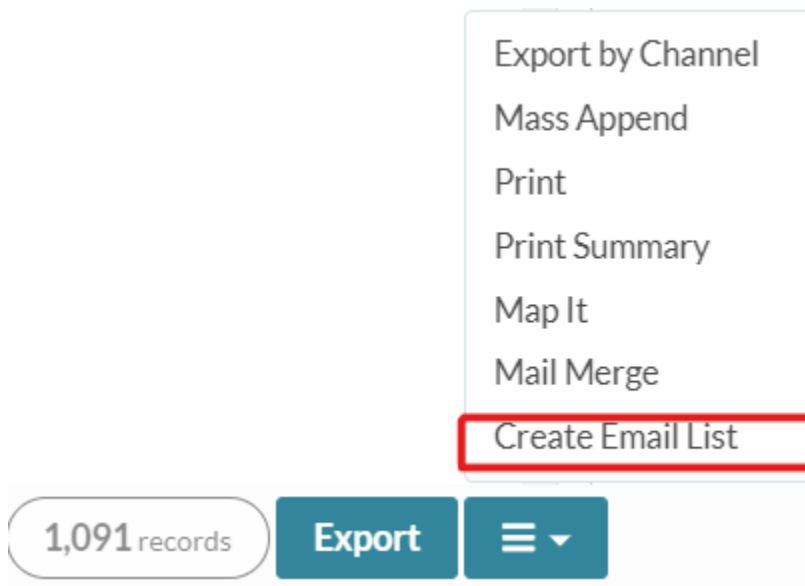 Export by Channel
Mass Append
Print
Print Summary
Map It
Mail Merge
Create Email List
1,091 records
Export